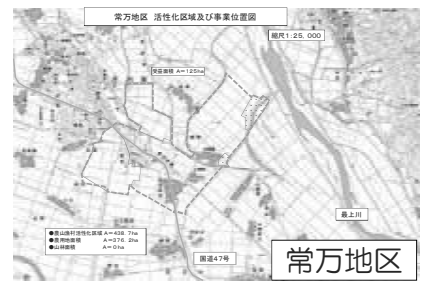 常万地区 活性化区域及び事業位置図
縮尺1:25,000
受益面積 A=125ha
最上川
●農山漁村活性化区域 A=438.7ha
●農用地面積 A=376.2ha
●山林面積 A=0ha
国道47号
常万地区